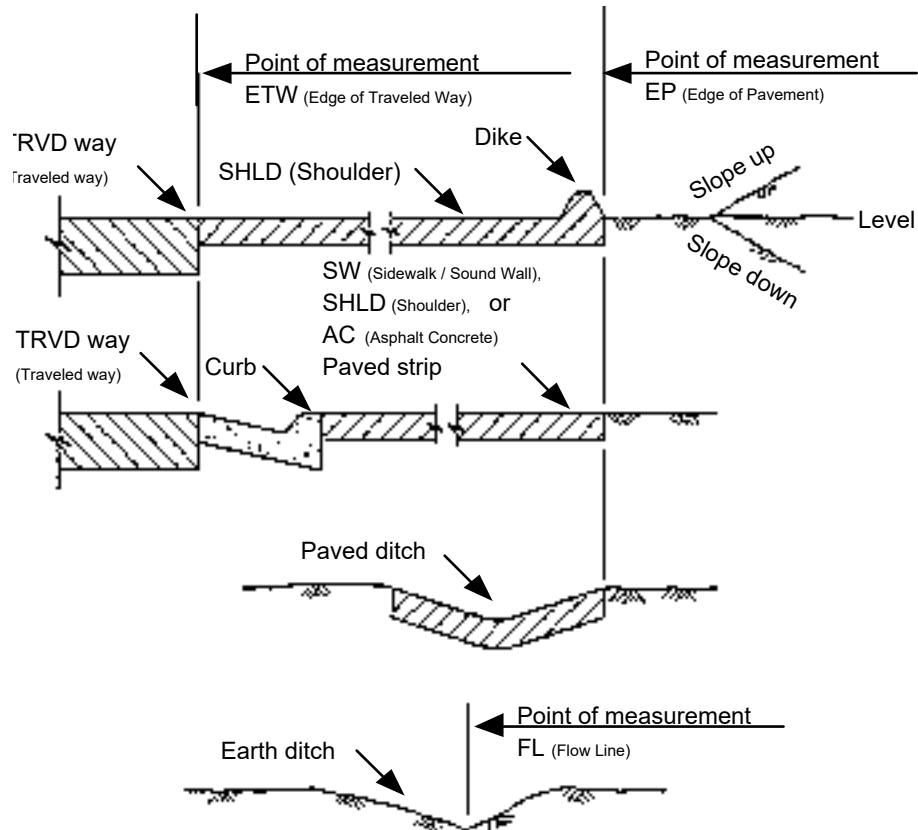 Point of measurement
ETW (Edge of Traveled Way)
Point of measurement
EP (Edge of Pavement)
TRVD way
Traveled way)
SHLD (Shoulder)
Dike
Slope up
Level
Slope down
SW (Sidewalk / Sound Wall),
SHLD (Shoulder), or
AC (Asphalt Concrete)
Paved strip
TRVD way
(Traveled way)
Curb
Paved ditch
Point of measurement
FL (Flow Line)
Earth ditch